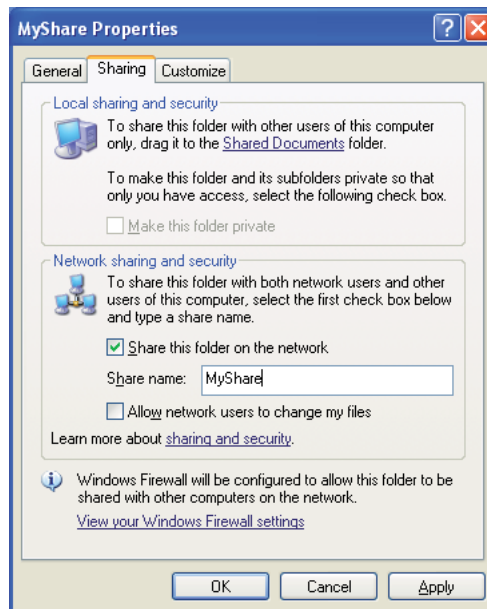 MyShare Properties
General Sharing Customize
Local sharing and security
To share this folder with other users of this computer
only, drag it to the Shared Documents folder.
To make this folder and its subfolders private so that
only you have access, select the following check box.
Make this folder private
Network sharing and security
To share this folder with both network users and other
users of this computer, select the first check box below
and type a share name.
Share this folder on the network
Share name: MyShare
Allow network users to change my files
Learn more about sharing and security.
Windows Firewall will be configured to allow this folder to be
shared with other computers on the network.
View your Windows Firewall settings
OK Cancel Apply